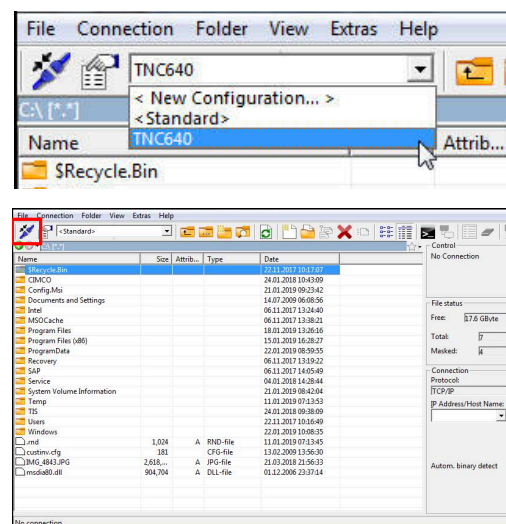 File Connection Folder View Extras Help
TNC640
< New Configuration... >
<Standard>
C:\ [*.*]
TNC640
Name Attrib...
$Recycle.Bin
File Connection Folder View Extras Help
<Standard>
Control
No Connection
Name Size Attrib... Type Date
$Recycle.Bin 22.11.2017 10:17:07
CIMCO 24.01.2018 10:43:09
Config.Msi 21.01.2019 09:23:42
Documents and Settings 14.07.2009 06:08:56
Intel 06.11.2017 13:24:40
MSOCache 06.11.2017 13:38:21
Program Files 18.01.2019 13:26:16
Program Files (x86) 15.01.2019 16:28:27
ProgramData 22.01.2019 08:59:55
Recovery 06.11.2017 13:19:22
SAP 06.11.2017 14:05:49
Service 04.01.2018 14:28:44
System Volume Information 21.01.2019 08:42:04
Temp 11.01.2019 07:13:53
TIS 24.01.2018 09:38:09
Users 22.11.2017 10:16:49
Windows 22.01.2019 10:08:35
.rnd 1,024 A RND-file 11.01.2019 07:13:45
custinv.cfg 181 CFG-file 13.02.2009 13:56:30
IMG_4843.JPG 2,618,... A JPG-file 21.03.2018 21:56:33
msdia80.dll 904,704 A DLL-file 01.12.2006 23:37:14
File status
Free: 17.6 GByte
Total: 7
Masked: 4
Connection
Protocol:
TCP/IP
IP Address/Host Name:
Autom. binary detect
No connection